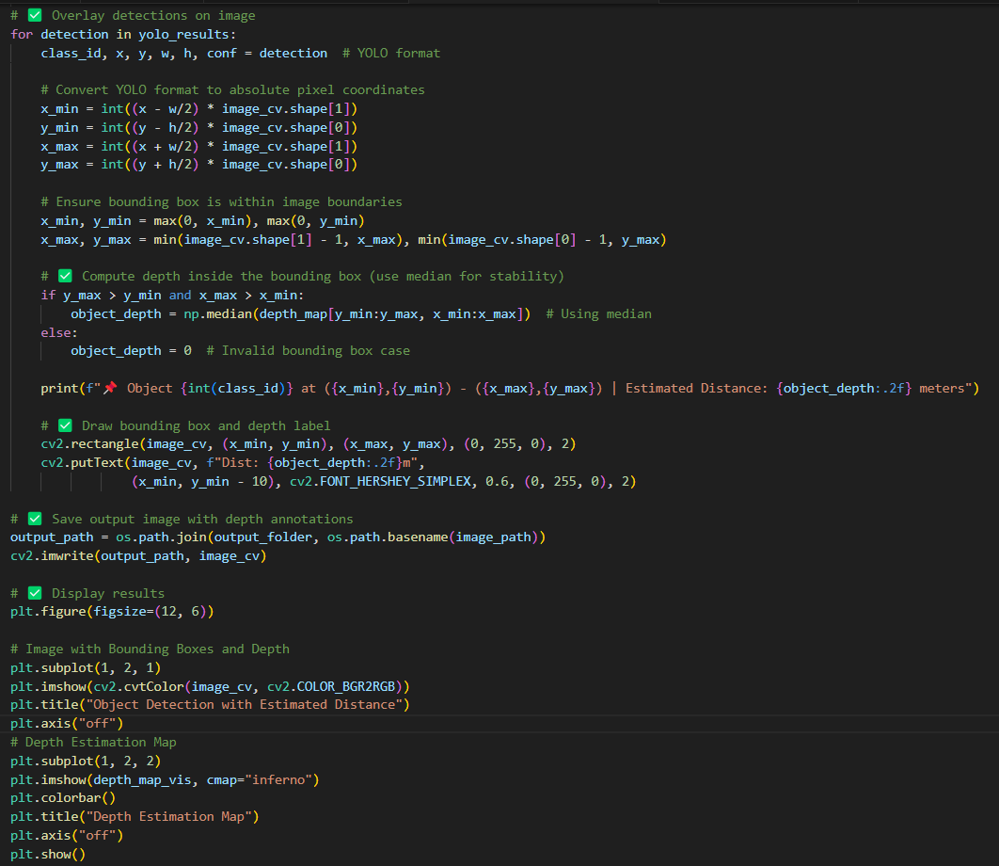 # ✅ Overlay detections on image
for detection in yolo_results:
    class_id, x, y, w, h, conf = detection  # YOLO format

    # Convert YOLO format to absolute pixel coordinates
    x_min = int((x - w/2) * image_cv.shape[1])
    y_min = int((y - h/2) * image_cv.shape[0])
    x_max = int((x + w/2) * image_cv.shape[1])
    y_max = int((y + h/2) * image_cv.shape[0])

    # Ensure bounding box is within image boundaries
    x_min, y_min = max(0, x_min), max(0, y_min)
    x_max, y_max = min(image_cv.shape[1] - 1, x_max), min(image_cv.shape[0] - 1, y_max)

    # ✅ Compute depth inside the bounding box (use median for stability)
    if y_max > y_min and x_max > x_min:
        object_depth = np.median(depth_map[y_min:y_max, x_min:x_max])  # Using median
    else:
        object_depth = 0  # Invalid bounding box case

    print(f"📌 Object {int(class_id)} at ({x_min},{y_min}) - ({x_max},{y_max}) | Estimated Distance: {object_depth:.2f} meters")

    # ✅ Draw bounding box and depth label
    cv2.rectangle(image_cv, (x_min, y_min), (x_max, y_max), (0, 255, 0), 2)
    cv2.putText(image_cv, f"Dist: {object_depth:.2f}m",
                (x_min, y_min - 10), cv2.FONT_HERSHEY_SIMPLEX, 0.6, (0, 255, 0), 2)

# ✅ Save output image with depth annotations
output_path = os.path.join(output_folder, os.path.basename(image_path))
cv2.imwrite(output_path, image_cv)

# ✅ Display results
plt.figure(figsize=(12, 6))

# Image with Bounding Boxes and Depth
plt.subplot(1, 2, 1)
plt.imshow(cv2.cvtColor(image_cv, cv2.COLOR_BGR2RGB))
plt.title("Object Detection with Estimated Distance")
plt.axis("off")
# Depth Estimation Map
plt.subplot(1, 2, 2)
plt.imshow(depth_map_vis, cmap="inferno")
plt.colorbar()
plt.title("Depth Estimation Map")
plt.axis("off")
plt.show()